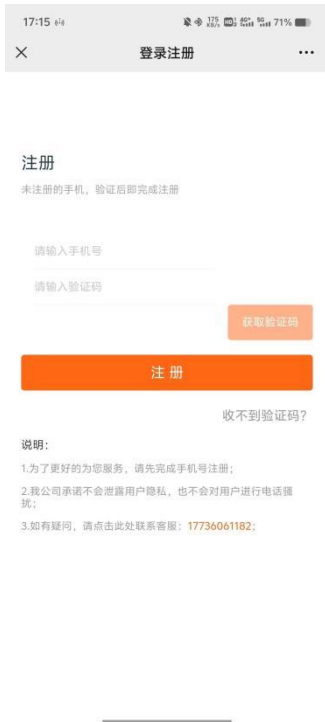 17:15
175 KB/s HD 4G+ 5G 71%
登录注册
注册
未注册的手机，验证后即完成注册
请输入手机号
请输入验证码
获取验证码
注 册
收不到验证码?
说明：
1.为了更好的为您服务，请先完成手机号注册；
2.我公司承诺不会泄露用户隐私，也不会对用户进行电话骚
扰；
3.如有疑问，请点击此处联系客服：17736061182；